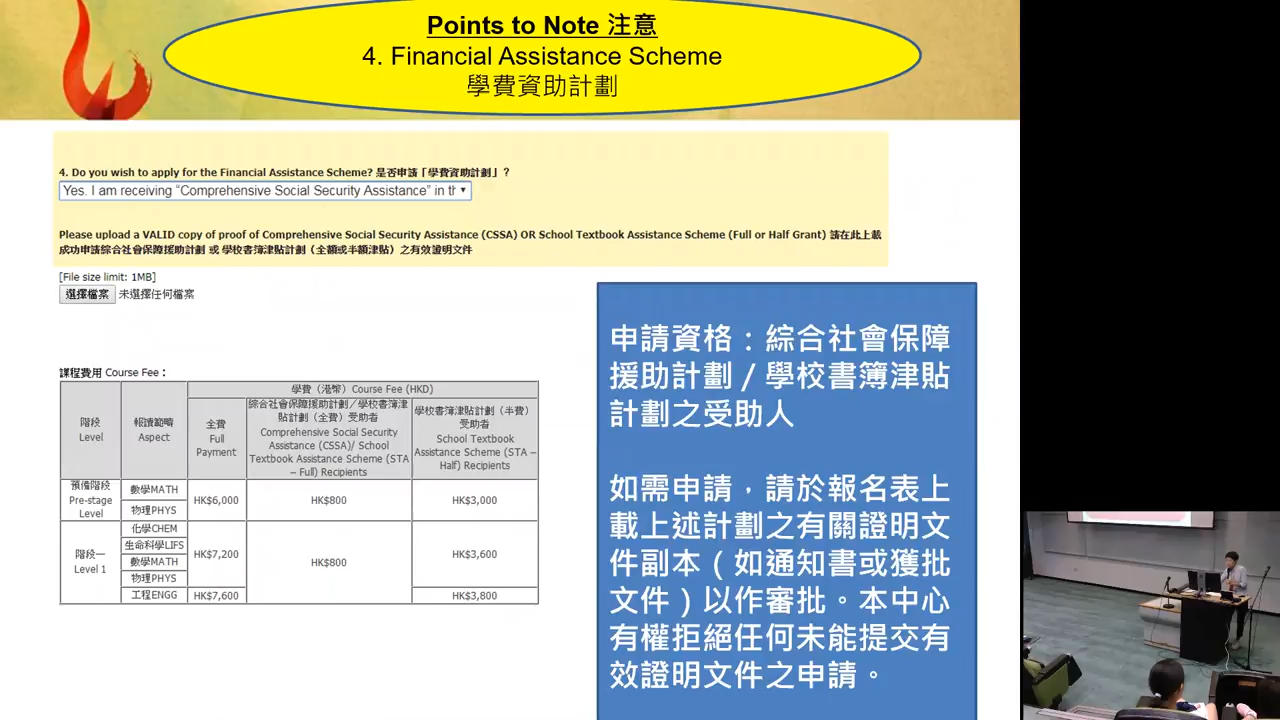 Points to Note 注意
4. Financial Assistance Scheme
學費資助計劃
4. Do you wish to apply for the Financial Assistance Scheme? 是否申請「學費資助計劃」？
Yes. I am receiving “Comprehensive Social Security Assistance” in th
Please upload a VALID copy of proof of Comprehensive Social Security Assistance (CSSA) OR School Textbook Assistance Scheme (Full or Half Grant) 請在此上載
成功申請綜合社會保障援助計劃 或 學校書簿津貼計劃（全額或半額津貼）之有效證明文件
[File size limit: 1MB]
選擇檔案 未選擇任何檔案
課程費用 Course Fee：
階段
Level
報讀範疇
Aspect
學費（港幣）Course Fee (HKD)
全費
Full
Payment
綜合社會保障援助計劃／學校書簿津
貼計劃（全費）受助者
Comprehensive Social Security
Assistance (CSSA)/ School
Textbook Assistance Scheme (STA
– Full) Recipients
學校書簿津貼計劃（半費）
受助者
School Textbook
Assistance Scheme (STA –
Half) Recipients
預備階段
Pre-stage
Level
數學MATH
物理PHYS
HK$6,000
HK$800
HK$3,000
階段一
Level 1
化學CHEM
生命科學LIFS
數學MATH
物理PHYS
工程ENGG
HK$7,200
HK$7,600
HK$800
HK$3,600
HK$3,800
申請資格：綜合社會保障
援助計劃／學校書簿津貼
計劃之受助人
如需申請，請於報名表上
載上述計劃之有關證明文
件副本（如通知書或獲批
文件）以作審批。本中心
有權拒絕任何未能提交有
效證明文件之申請。